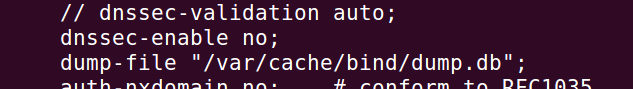 // dnssec-validation auto;
dnssec-enable no;
dump-file "/var/cache/bind/dump.db";
auth-nxdomain no;    # conform to RFC1035